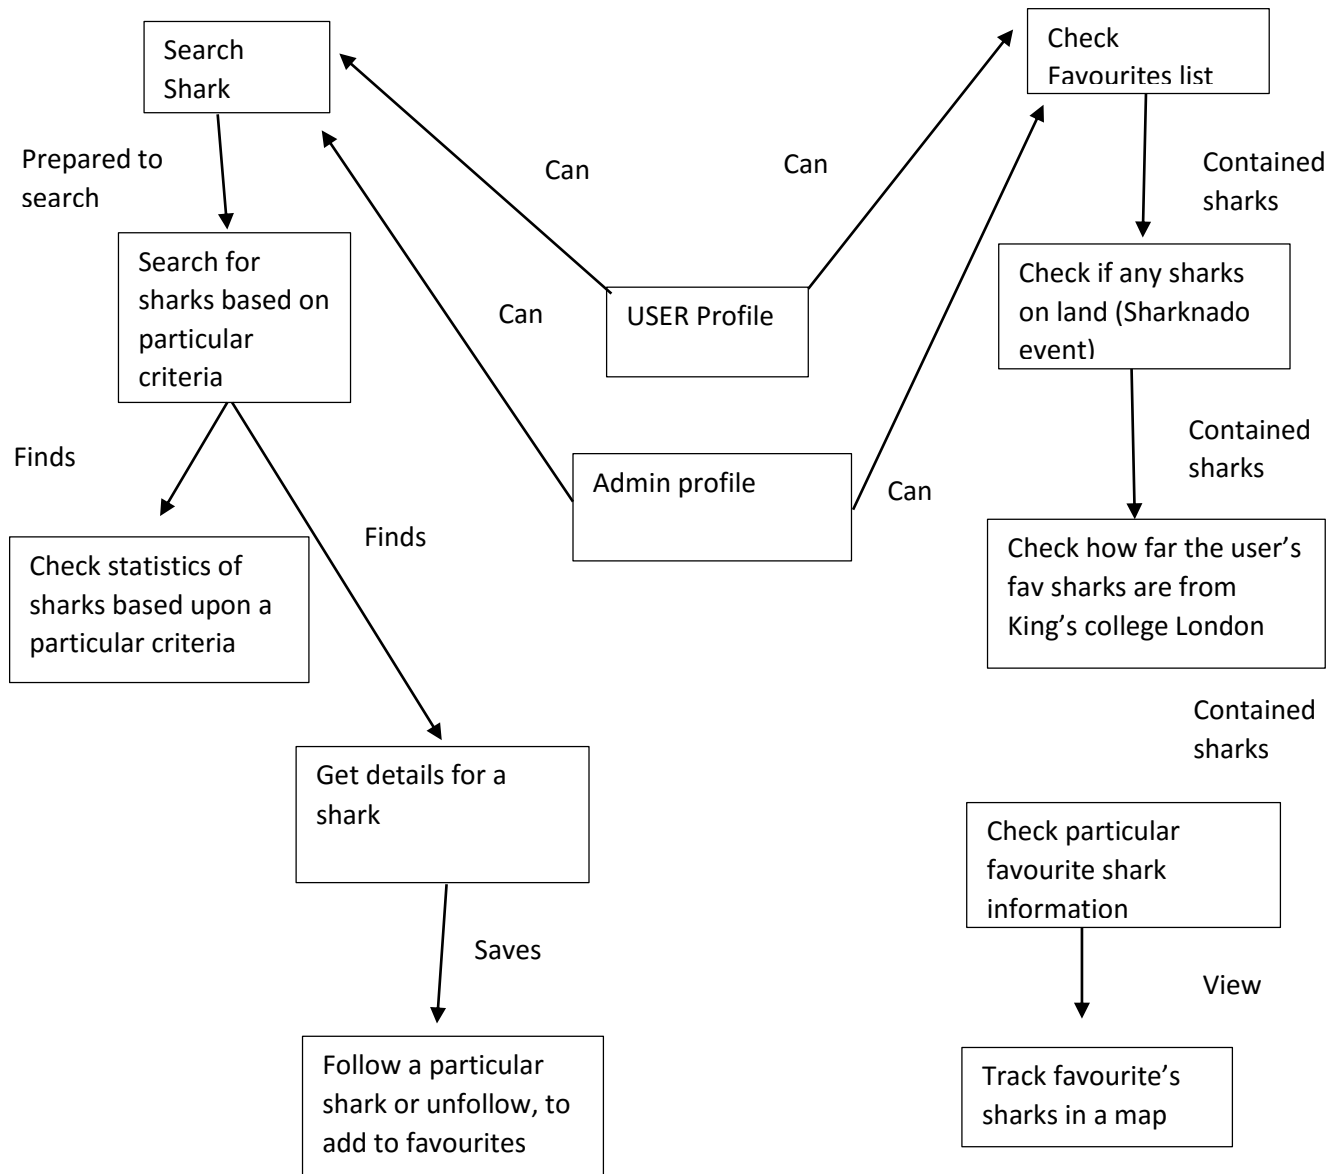 Search
Shark
Check
Favourites list
Prepared to
search
Can
Can
Contained
sharks
Search for
sharks based on
particular
criteria
USER Profile
Can
Check if any sharks
on land (Sharknado
event)
Finds
Admin profile
Can
Contained
sharks
Check statistics of
sharks based upon a
particular criteria
Finds
Check how far the user’s
fav sharks are from
King’s college London
Contained
sharks
Get details for a
shark
Check particular
favourite shark
information
Saves
View
Follow a particular
shark or unfollow, to
add to favourites
Track favourite’s
sharks in a map